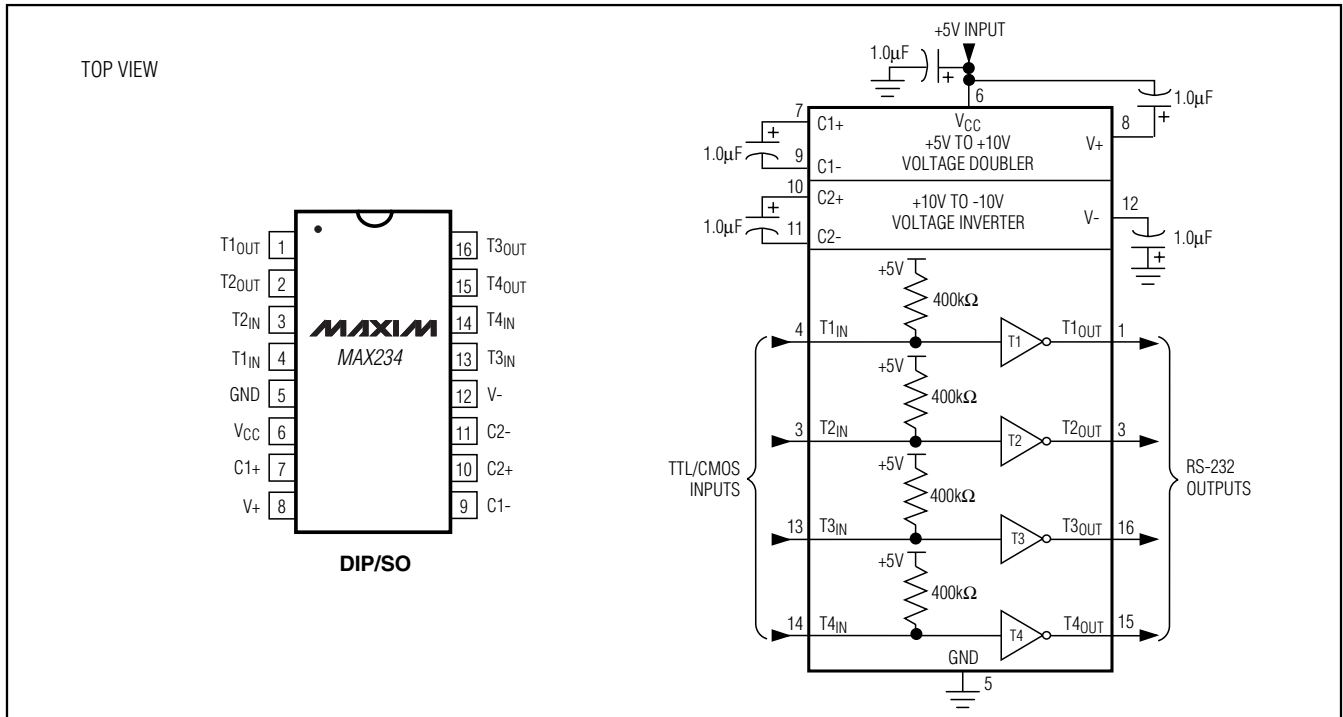 TOP VIEW
T1OUT 1
T2OUT 2
T2IN 3
T1IN 4
GND 5
VCC 6
C1+ 7
V+ 8
16 T3OUT
15 T4OUT
14 T4IN
13 T3IN
12 V-
11 C2-
10 C2+
9 C1-
MAXIM
MAX234
DIP/SO
+5V INPUT
1.0µF
+
6
1.0µF
+
7 C1+
+
1.0µF
9 C1-
VCC
+5V TO +10V
VOLTAGE DOUBLER
8
V+
10 C2+
+
1.0µF
11 C2-
+10V TO -10V
VOLTAGE INVERTER
12
V-
1.0µF
+
+5V
400kΩ
4 T1IN
T1
T1OUT 1
+5V
400kΩ
3 T2IN
T2
T2OUT 3
+5V
400kΩ
13 T3IN
T3
T3OUT 16
+5V
400kΩ
14 T4IN
T4
T4OUT 15
TTL/CMOS
INPUTS
RS-232
OUTPUTS
GND
5